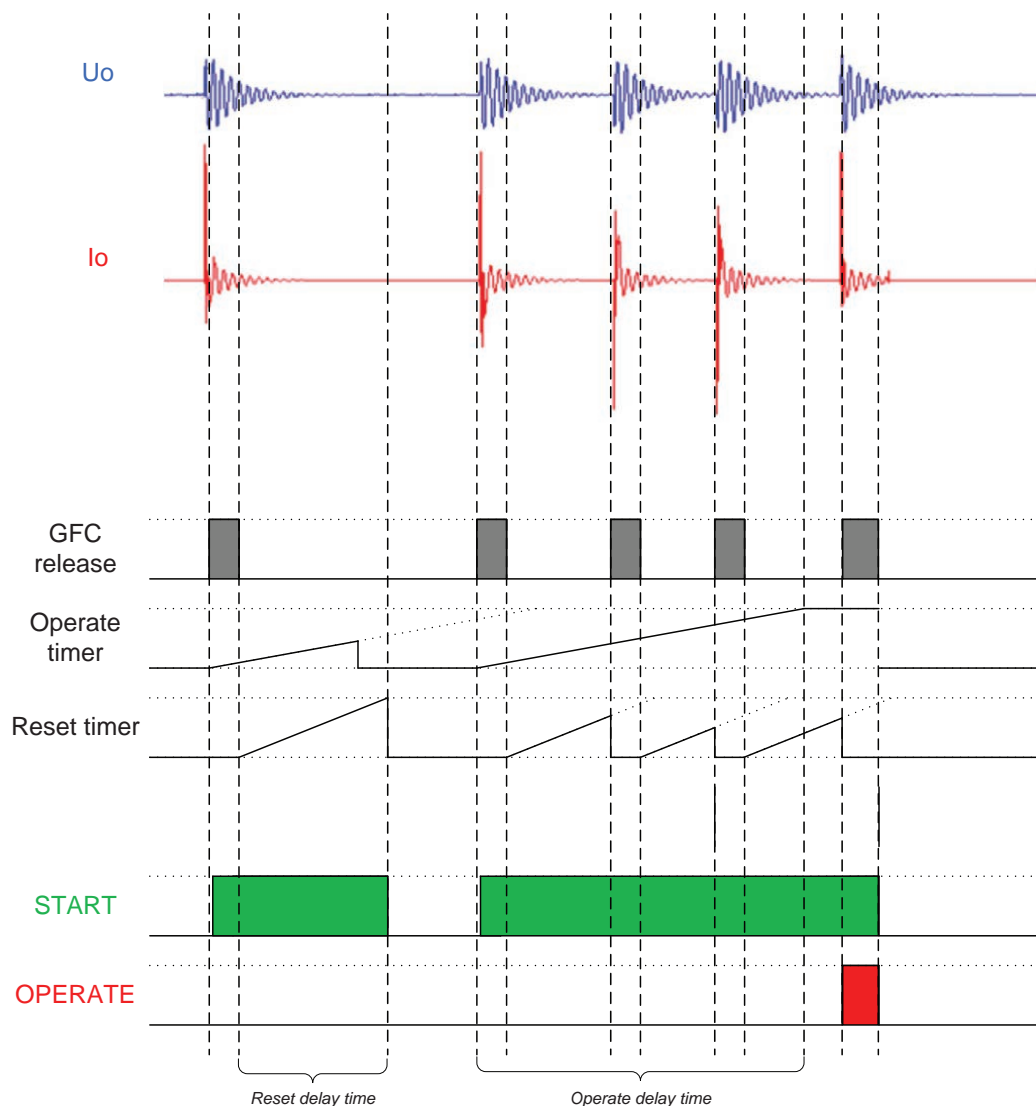 Uo
Io
GFC
release
Operate
timer
Reset timer
START
OPERATE
Reset delay time
Operate delay time